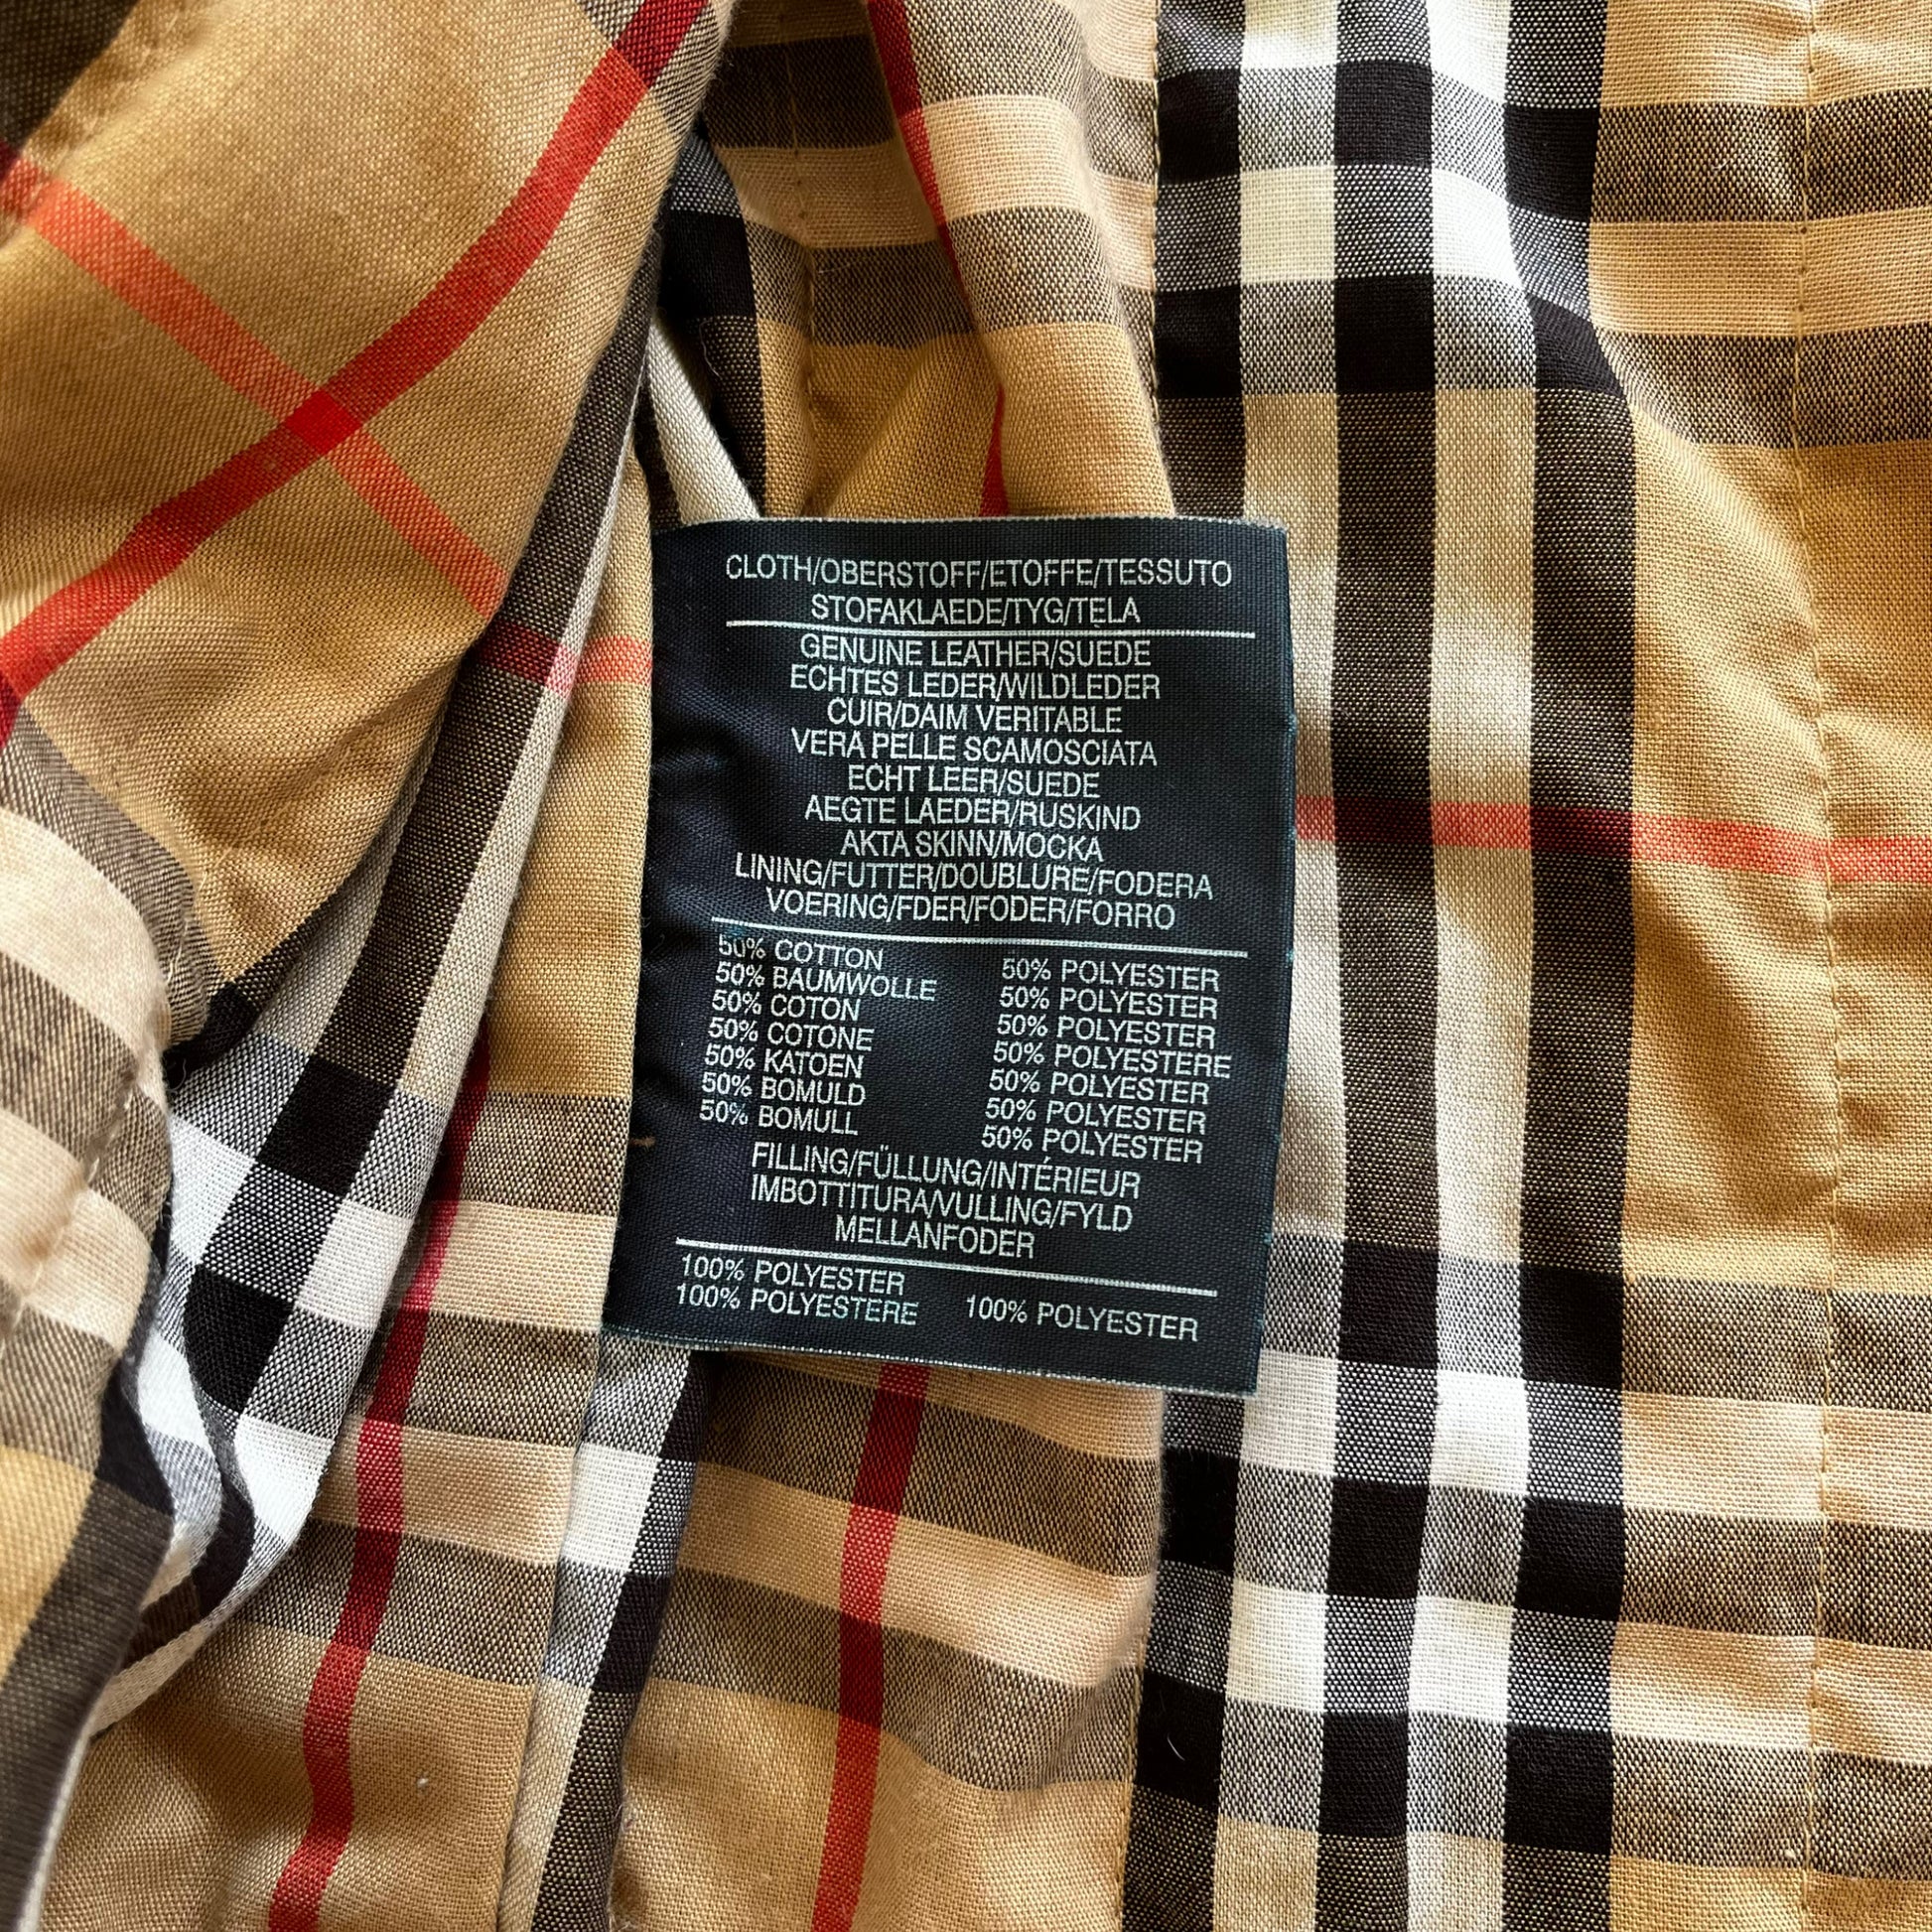 CLOTH/OBERSTOFF/ETOFFE/TESSUTO
STOFAKLAEDE/TYG/TELA
GENUINE LEATHER/SUEDE
ECHTES LEDER/WILDLEDER
CUIR/DAIM VERITABLE
VERA PELLE SCAMOSCIATA
ECHT LEER/SUEDE
AEGTE LAEDER/RUSKIND
AKTA SKINN/MOCKA
LINING/FUTTER/DOUBLURE/FODERA
VOERING/FDER/FODER/FORRO
50% COTTON 50% POLYESTER
50% BAUMWOLLE 50% POLYESTER
50% COTON 50% POLYESTER
50% COTONE 50% POLYESTERE
50% KATOEN 50% POLYESTER
50% BOMULD 50% POLYESTER
50% BOMULL 50% POLYESTER
FILLING/FÜLLUNG/INTÉRIEUR
IMBOTTITURA/VULLING/FYLD
MELLANFODER
100% POLYESTER
100% POLYESTERE 100% POLYESTER